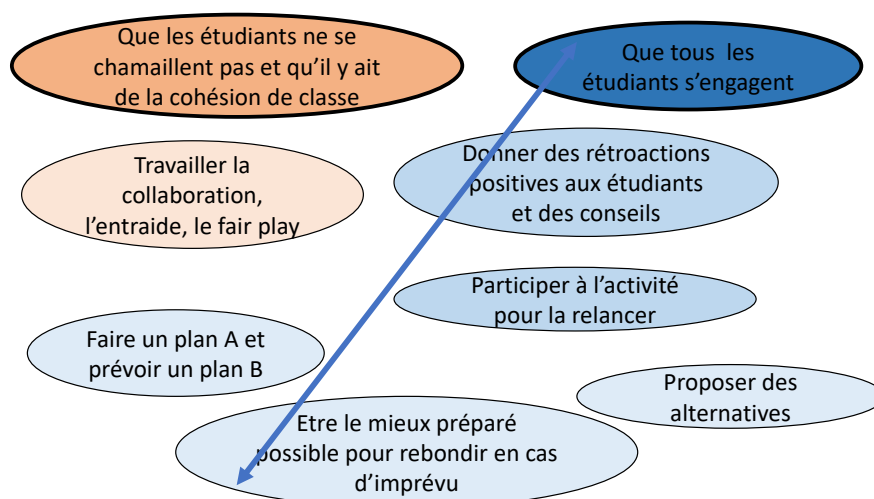 Que les étudiants ne se
chamaillent pas et qu’il y ait
de la cohésion de classe
Que tous  les
étudiants s’engagent
Travailler la
collaboration,
l’entraide, le fair play
Donner des rétroactions
positives aux étudiants
et des conseils
Participer à l’activité
pour la relancer
Faire un plan A et
prévoir un plan B
Proposer des
alternatives
Etre le mieux préparé
possible pour rebondir en cas
d’imprévu